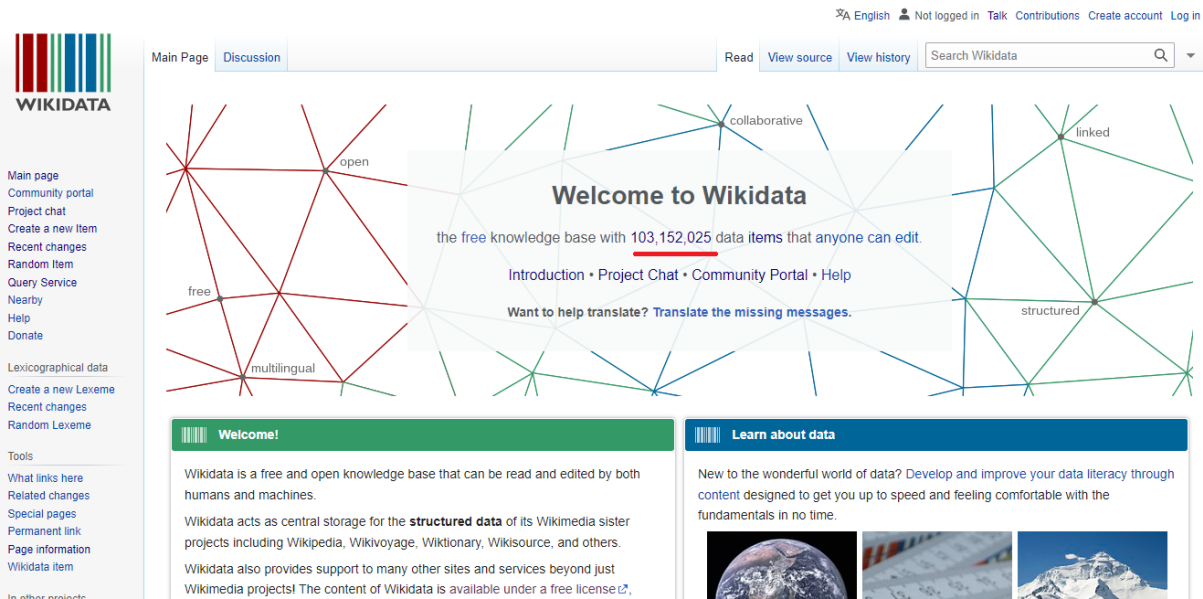 English Not logged in Talk Contributions Create account Log in
WIKIDATA
Main Page Discussion Read View source View history Search Wikidata
Main page
Community portal
Project chat
Create a new Item
Recent changes
Random Item
Query Service
Nearby
Help
Donate
Lexicographical data
Create a new Lexeme
Recent changes
Random Lexeme
Tools
What links here
Related changes
Special pages
Permanent link
Page information
Wikidata item
In other projects
collaborative
linked
open
free
structured
multilingual
Welcome to Wikidata
the free knowledge base with 103,152,025 data items that anyone can edit.
Introduction • Project Chat • Community Portal • Help
Want to help translate? Translate the missing messages.
Welcome!
Wikidata is a free and open knowledge base that can be read and edited by both
humans and machines.
Wikidata acts as central storage for the structured data of its Wikimedia sister
projects including Wikipedia, Wikivoyage, Wiktionary, Wikisource, and others.
Wikidata also provides support to many other sites and services beyond just
Wikimedia projects! The content of Wikidata is available under a free license,
Learn about data
New to the wonderful world of data? Develop and improve your data literacy through
content designed to get you up to speed and feeling comfortable with the
fundamentals in no time.